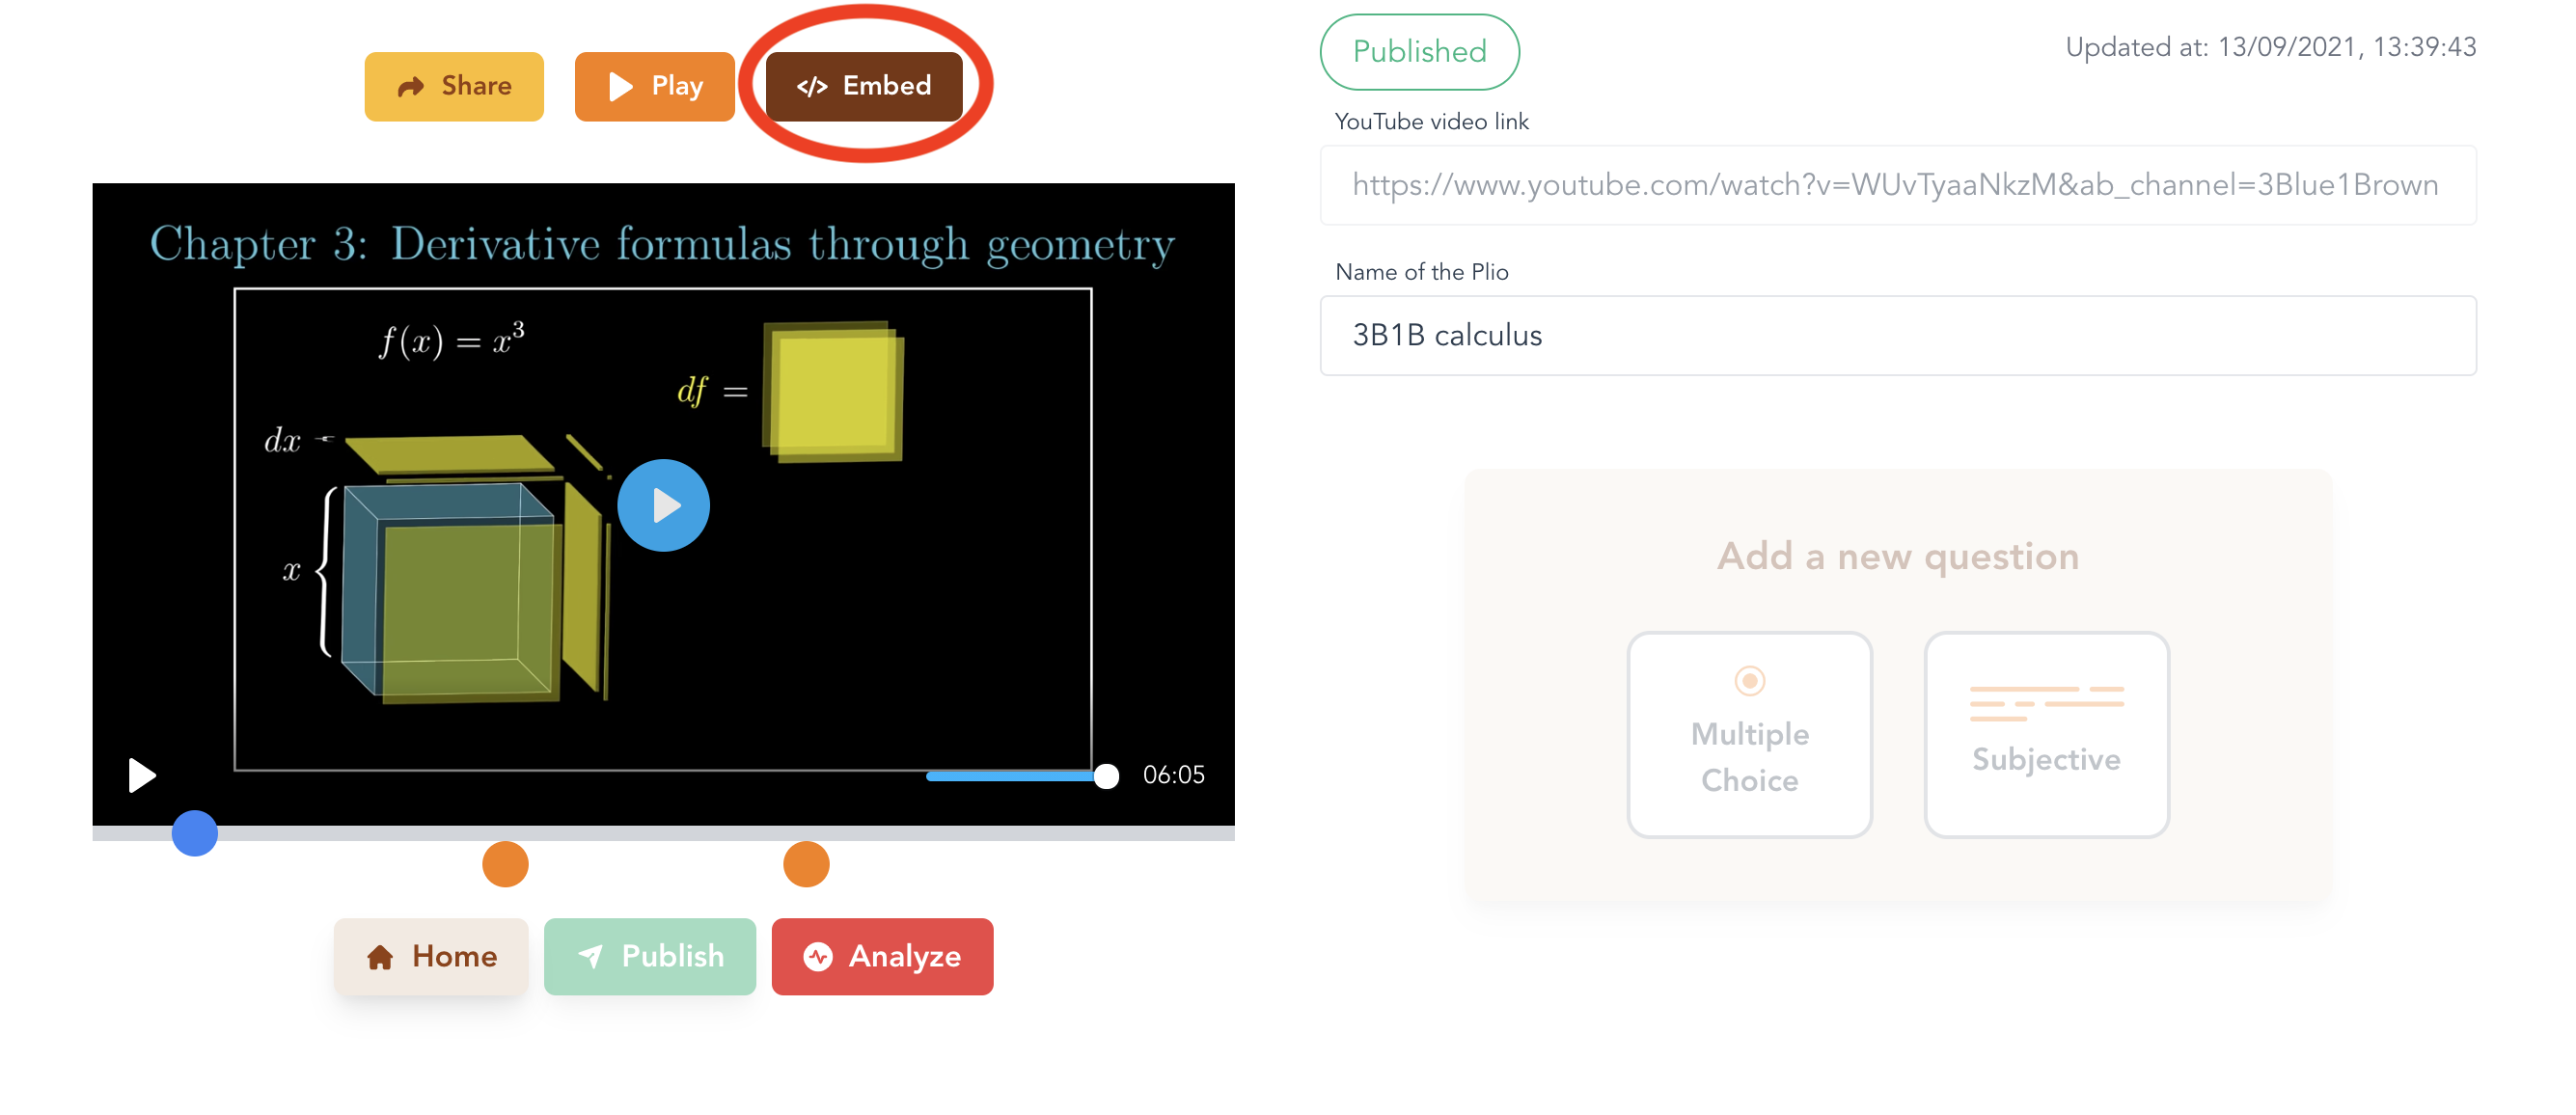 Share
Play
</> Embed
Chapter 3: Derivative formulas through geometry
f(x) = x³
df =
dx
x
06:05
Home
Publish
Analyze
Published
Updated at: 13/09/2021, 13:39:43
YouTube video link
https://www.youtube.com/watch?v=WUvTyaaNkzM&ab_channel=3Blue1Brown
Name of the Plio
3B1B calculus
Add a new question
Multiple
Choice
Subjective